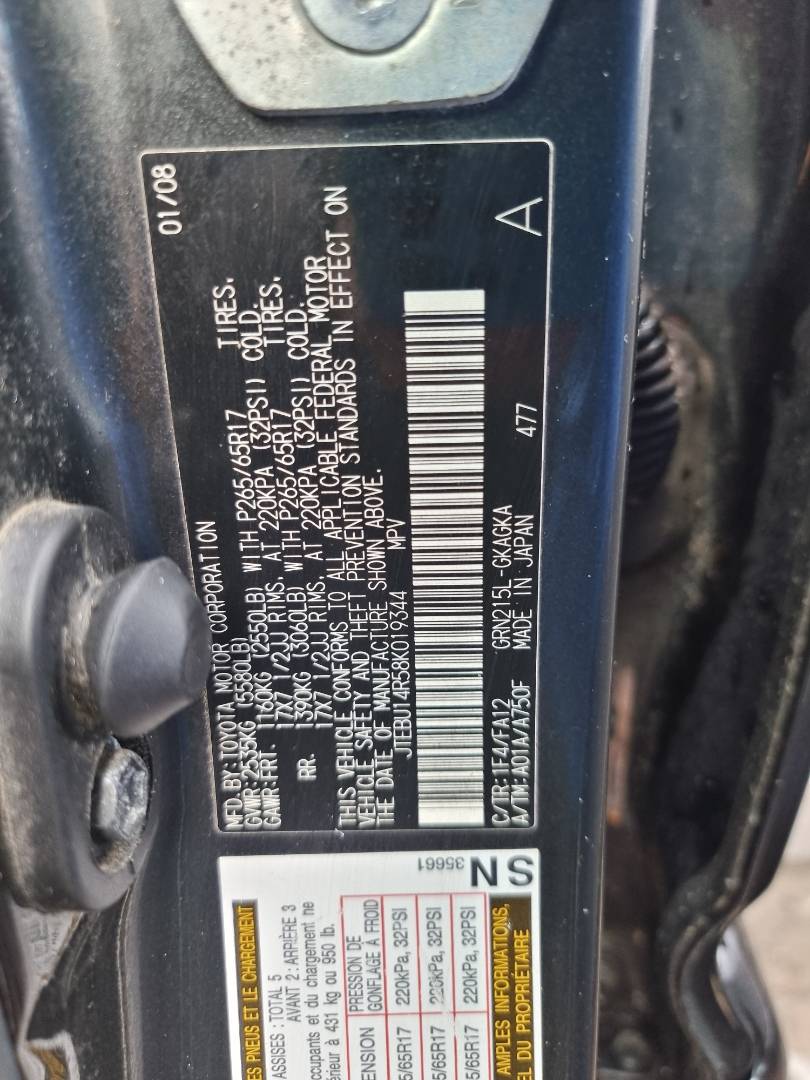 01/08
MFD.BY:TOYOTA MOTOR CORPORATION
GVWR:2535KG (5580LB)
GAWR:FRT. 1160KG (2550LB) WITH P265/65R17 TIRES.
17X7 1/2JJ RIMS. AT 220KPA (32PSI) COLD.
RR. 1390KG (3060LB) WITH P265/65R17 TIRES.
17X7 1/2JJ RIMS. AT 220KPA (32PSI) COLD.
THIS VEHICLE CONFORMS TO ALL APPLICABLE FEDERAL MOTOR
VEHICLE SAFETY AND THEFT PREVENTION STANDARDS IN EFFECT ON
THE DATE OF MANUFACTURE SHOWN ABOVE.
JTEBU14R58K019344 MPV
C/TR:1E4/FA12 GRN215L-GKAGKA 477
A/TM:A01A/A750F MADE IN JAPAN
A
ES PNEUS ET LE CHARGEMENT
ASSISES : TOTAL 5
AVANT 2 : ARRIÈRE 3
ccupants et du chargement ne
érieur à 431 kg ou 950 lb.
ENSION PRESSION DE
GONFLAGE À FROID
5/65R17 220kPa, 32PSI
5/65R17 220kPa, 32PSI
5/65R17 220kPa, 32PSI
AMPLES INFORMATIONS,
EL DU PROPRIÉTAIRE
35661
SN